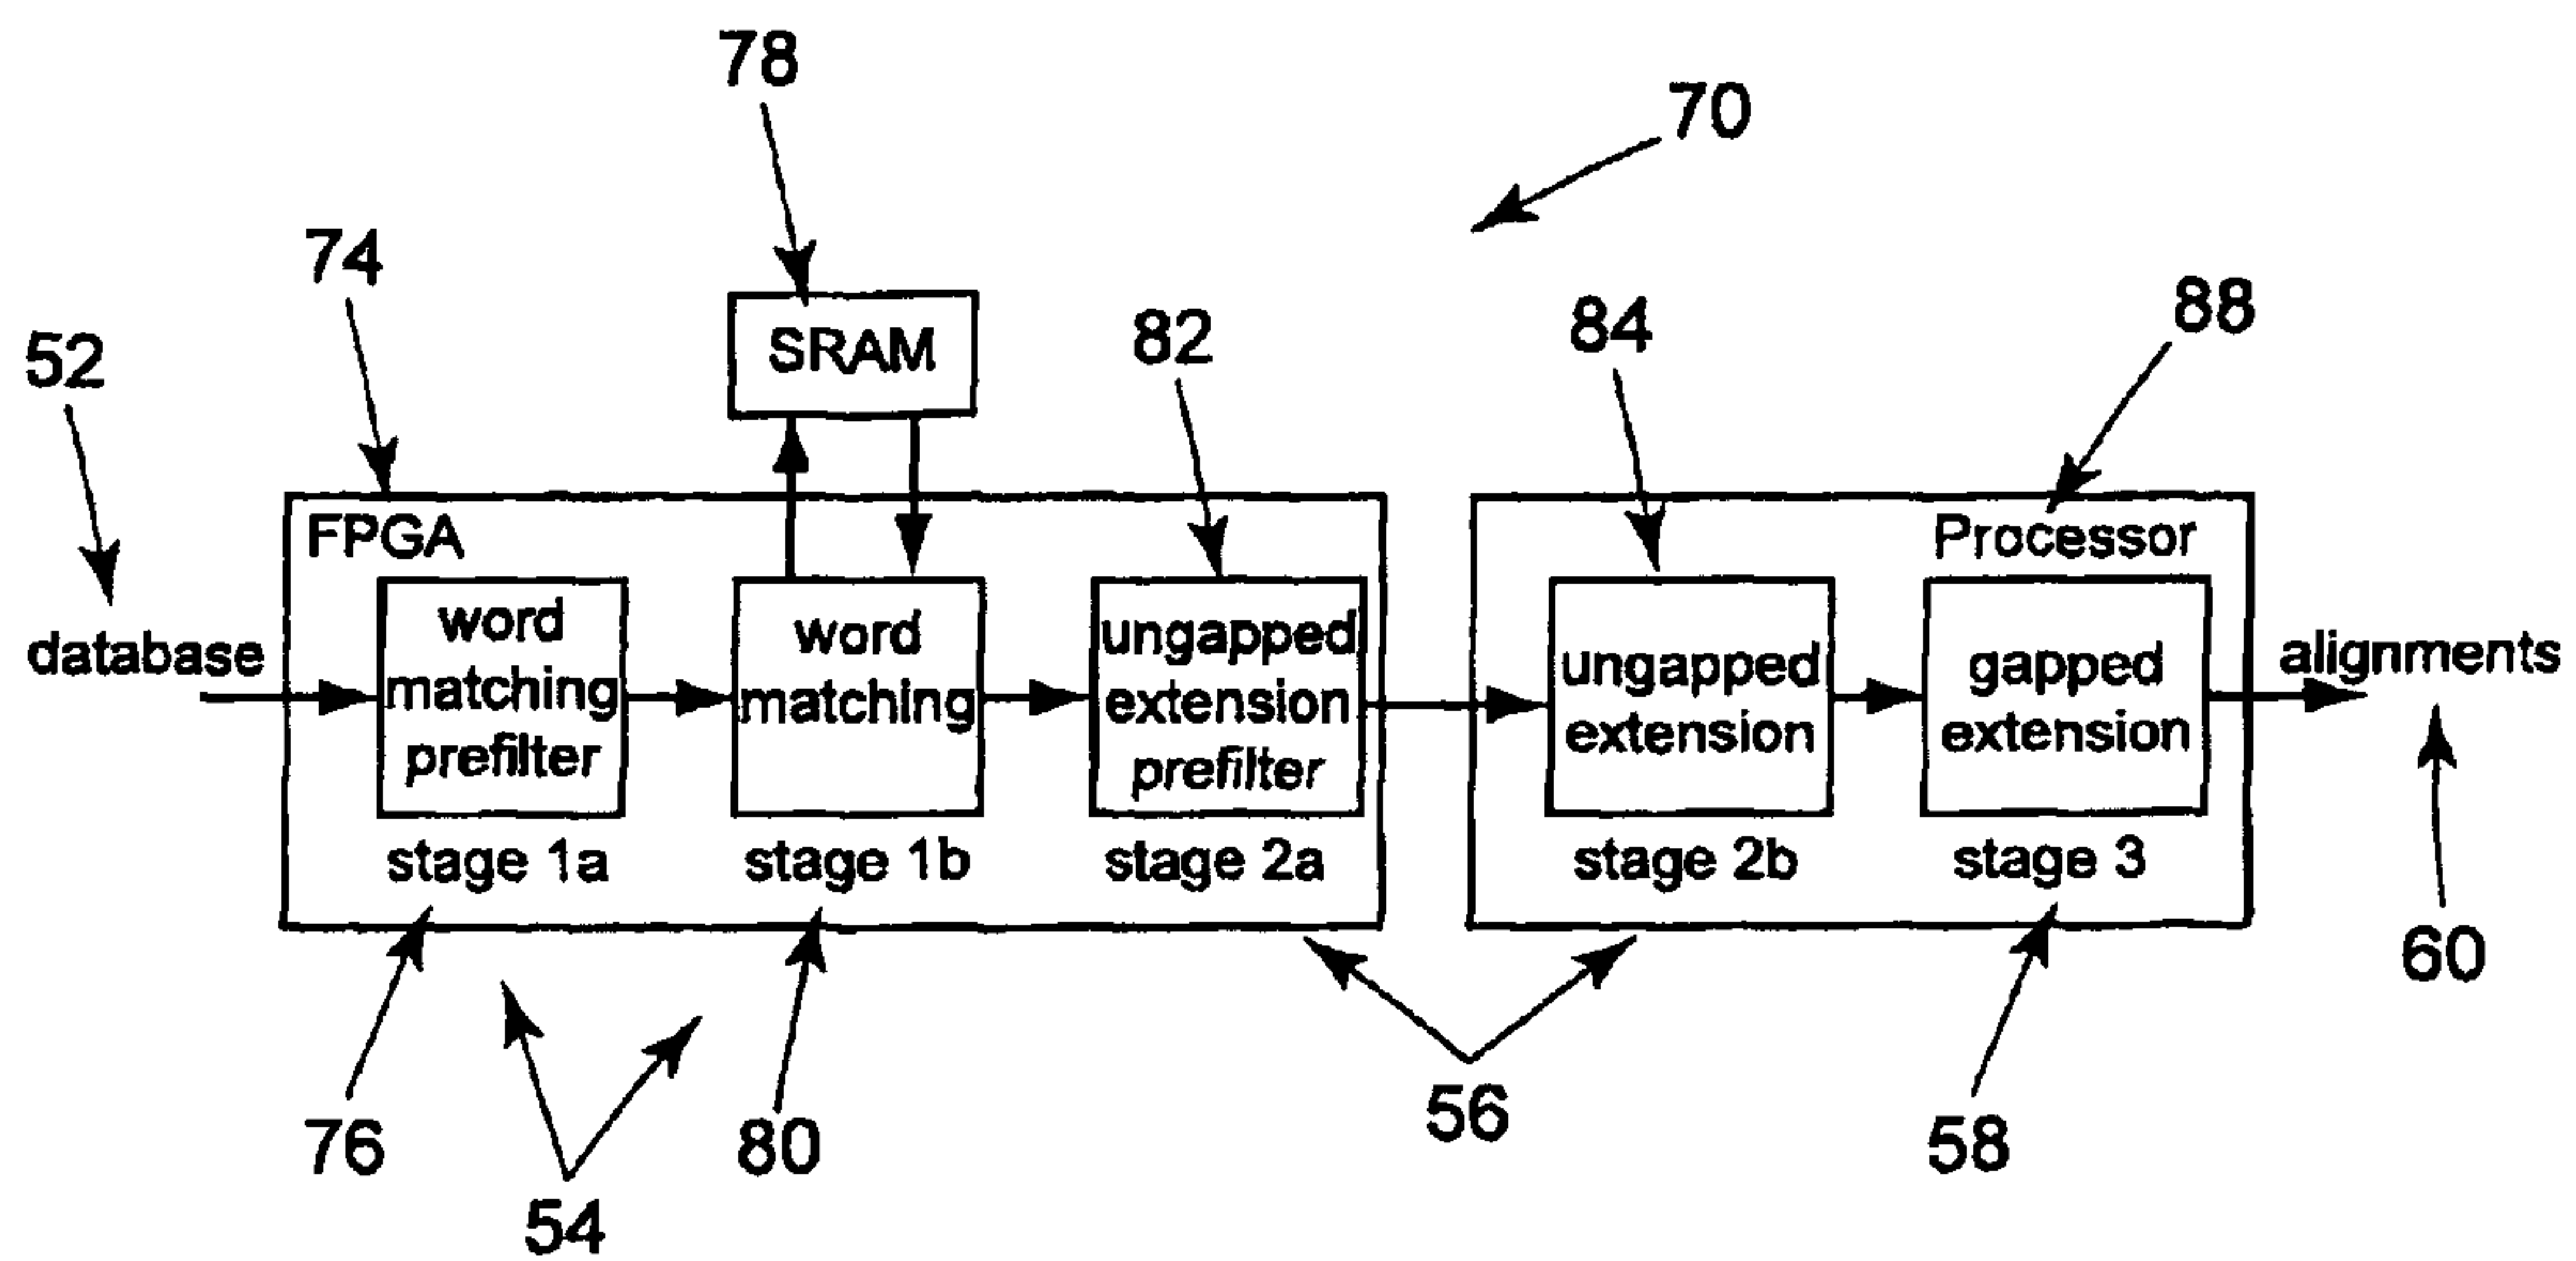 78
70
74
88
84
82
52
SRAM
FPGA
Processor
database
word
matching
prefilter
word
matching
ungapped
extension
prefilter
ungapped
extension
gapped
extension
alignments
stage 1a
stage 1b
stage 2a
stage 2b
stage 3
60
76
80
56
58
54